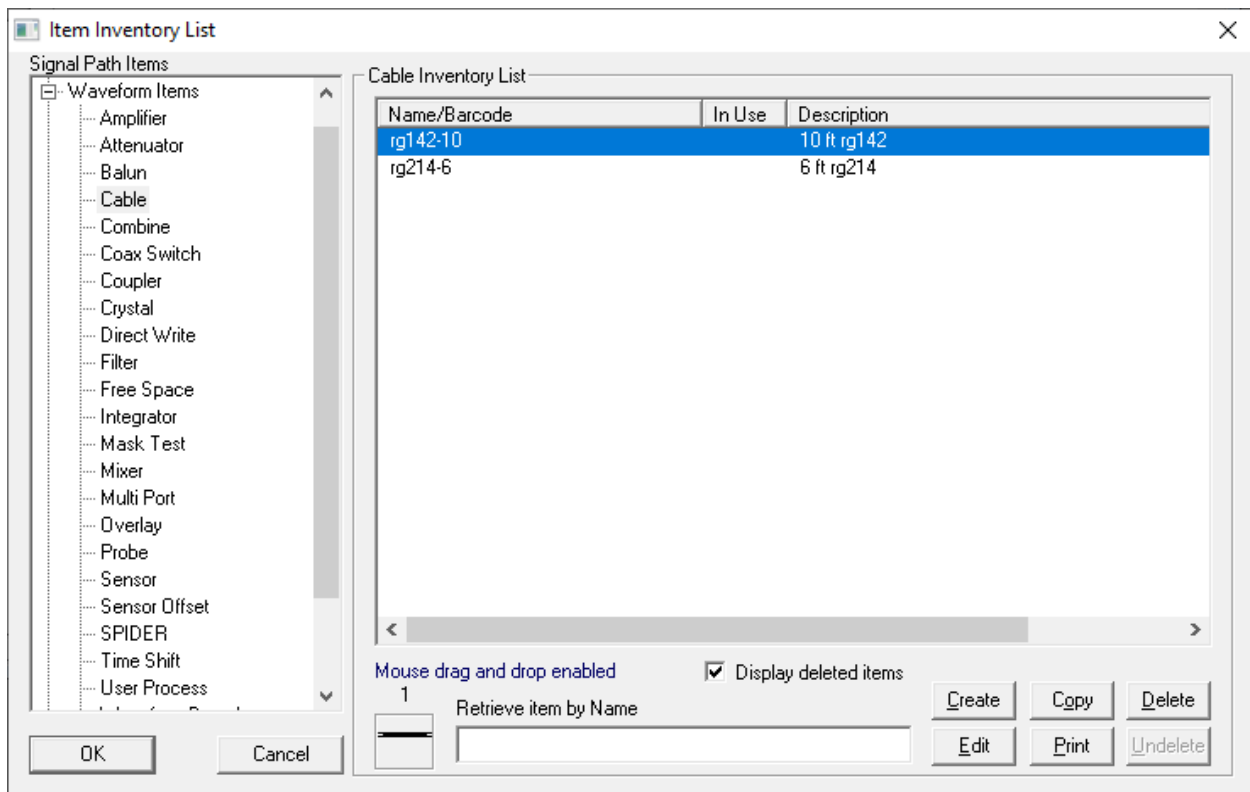 Item Inventory List
Signal Path Items
Waveform Items
Amplifier
Attenuator
Balun
Cable
Combine
Coax Switch
Coupler
Crystal
Direct Write
Filter
Free Space
Integrator
Mask Test
Mixer
Multi Port
Overlay
Probe
Sensor
Sensor Offset
SPIDER
Time Shift
User Process
OK Cancel
Cable Inventory List
Name/Barcode In Use Description
rg142-10 10 ft rg142
rg214-6 6 ft rg214
Mouse drag and drop enabled Display deleted items
1
Retrieve item by Name
Create Copy Delete
Edit Print Undelete